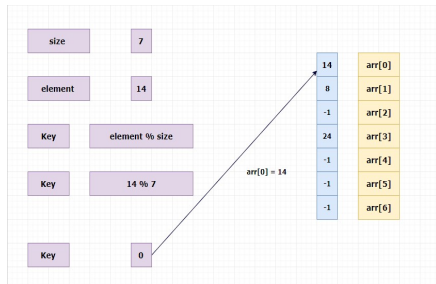 size 7
14 arr[0]
element 14
8 arr[1]
-1 arr[2]
Key element % size
24 arr[3]
-1 arr[4]
Key 14 % 7
arr[0] = 14
-1 arr[5]
-1 arr[6]
Key 0